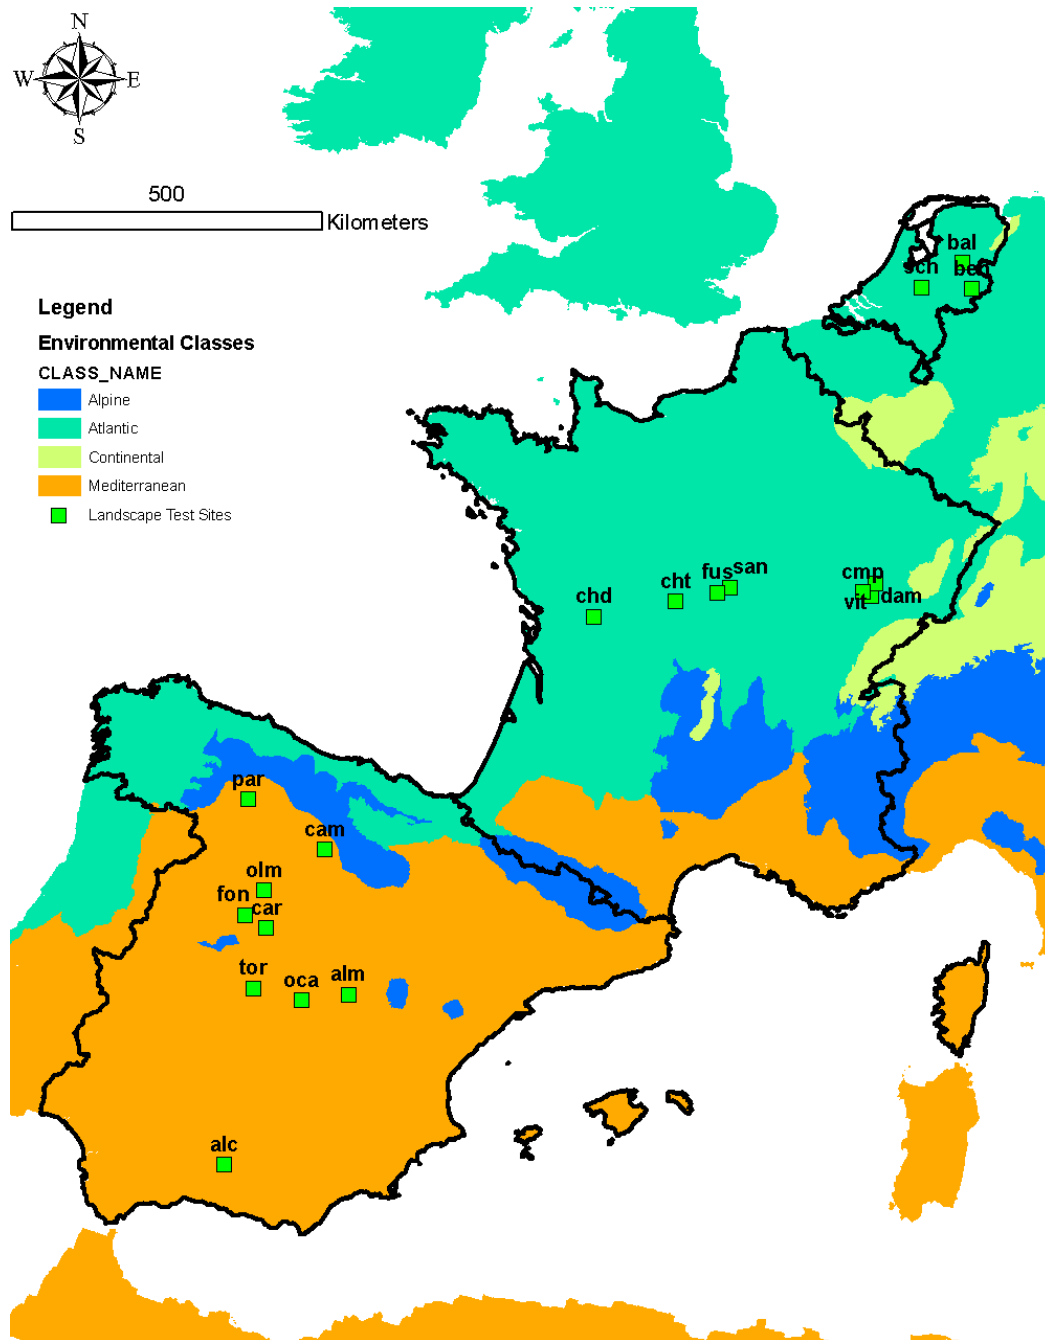 N
W E
S
500
Kilometers
Legend
Environmental Classes
CLASS_NAME
Alpine
Atlantic
Continental
Mediterranean
Landscape Test Sites
bal
sch
chd
cht
fus
san
cmp
vit
dam
par
cam
olm
fon
car
tor
oca
alm
alc